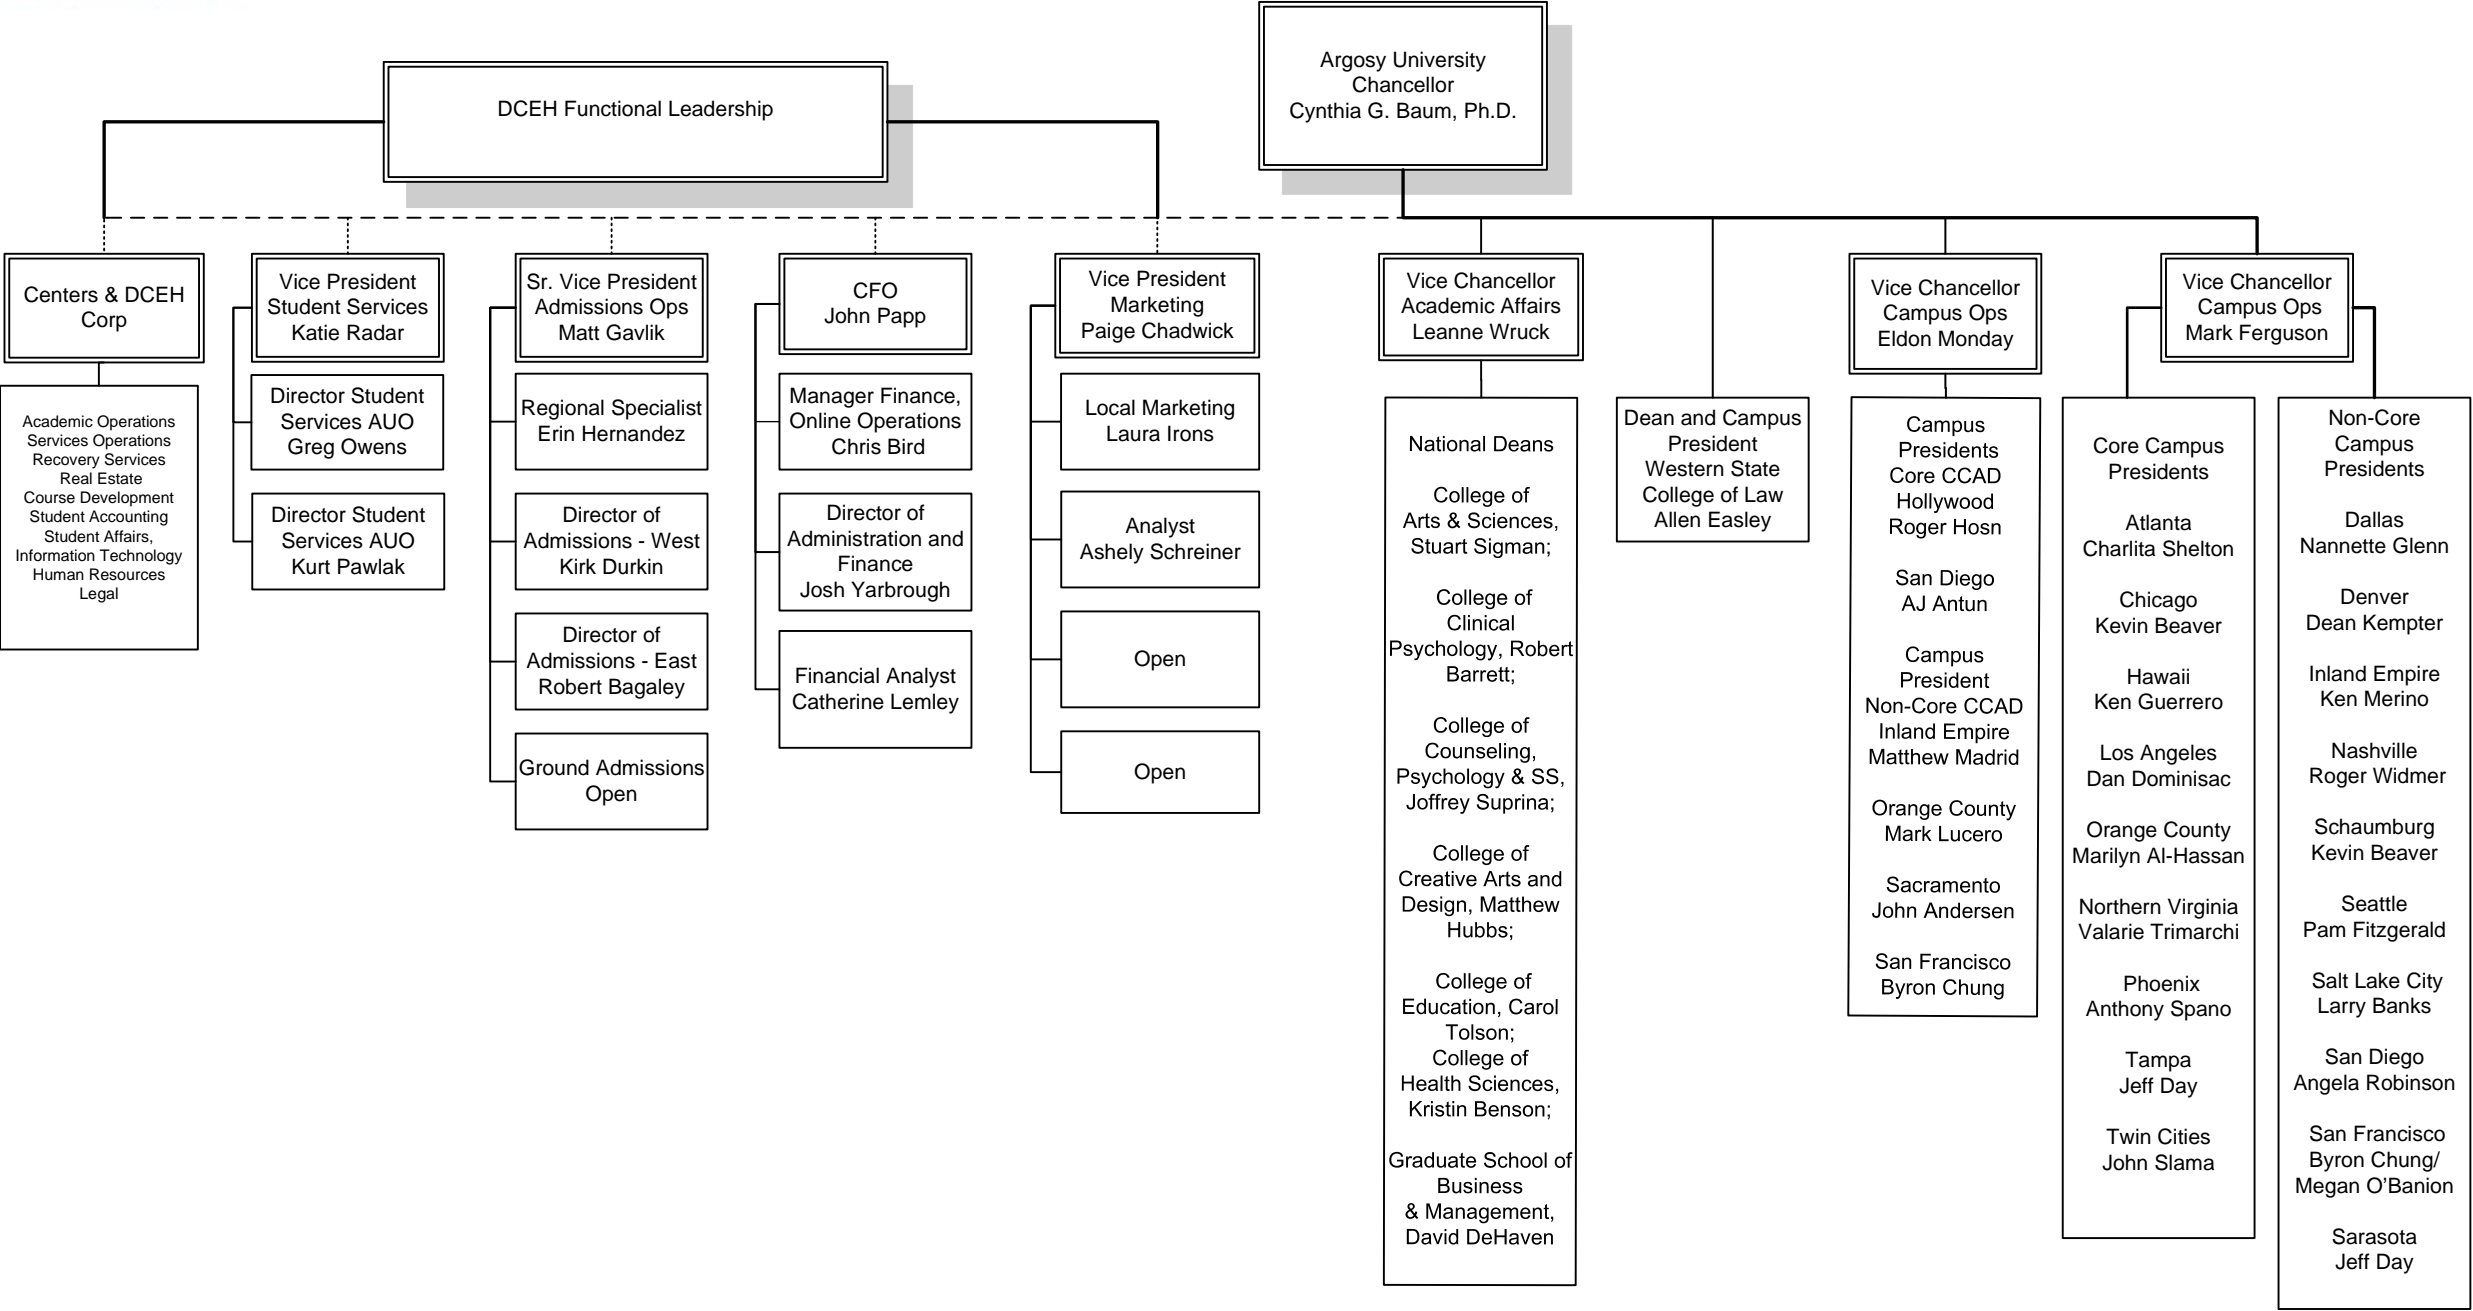 Argosy University
Chancellor
Cynthia G. Baum, Ph.D.
DCEH Functional Leadership
Centers & DCEH
Corp
Academic Operations
Services Operations
Recovery Services
Real Estate
Course Development
Student Accounting
Student Affairs,
Information Technology
Human Resources
Legal
Vice President
Student Services
Katie Radar
Director Student
Services AUO
Greg Owens
Director Student
Services AUO
Kurt Pawlak
Sr. Vice President
Admissions Ops
Matt Gavlik
Regional Specialist
Erin Hernandez
Director of
Admissions - West
Kirk Durkin
Director of
Admissions - East
Robert Bagaley
Ground Admissions
Open
CFO
John Papp
Manager Finance,
Online Operations
Chris Bird
Director of
Administration and
Finance
Josh Yarbrough
Financial Analyst
Catherine Lemley
Vice President
Marketing
Paige Chadwick
Local Marketing
Laura Irons
Analyst
Ashely Schreiner
Open
Open
Vice Chancellor
Academic Affairs
Leanne Wruck
National Deans
College of
Arts & Sciences,
Stuart Sigman;
College of
Clinical
Psychology, Robert
Barrett;
College of
Counseling,
Psychology & SS,
Joffrey Suprina;
College of
Creative Arts and
Design, Matthew
Hubbs;
College of
Education, Carol
Tolson;
College of
Health Sciences,
Kristin Benson;
Graduate School of
Business
& Management,
David DeHaven
Dean and Campus
President
Western State
College of Law
Allen Easley
Vice Chancellor
Campus Ops
Eldon Monday
Campus
Presidents
Core CCAD
Hollywood
Roger Hosn
San Diego
AJ Antun
Campus
President
Non-Core CCAD
Inland Empire
Matthew Madrid
Orange County
Mark Lucero
Sacramento
John Andersen
San Francisco
Byron Chung
Vice Chancellor
Campus Ops
Mark Ferguson
Core Campus
Presidents
Atlanta
Charlita Shelton
Chicago
Kevin Beaver
Hawaii
Ken Guerrero
Los Angeles
Dan Dominisac
Orange County
Marilyn Al-Hassan
Northern Virginia
Valarie Trimarchi
Phoenix
Anthony Spano
Tampa
Jeff Day
Twin Cities
John Slama
Non-Core
Campus
Presidents
Dallas
Nannette Glenn
Denver
Dean Kempter
Inland Empire
Ken Merino
Nashville
Roger Widmer
Schaumburg
Kevin Beaver
Seattle
Pam Fitzgerald
Salt Lake City
Larry Banks
San Diego
Angela Robinson
San Francisco
Byron Chung/
Megan O’Banion
Sarasota
Jeff Day